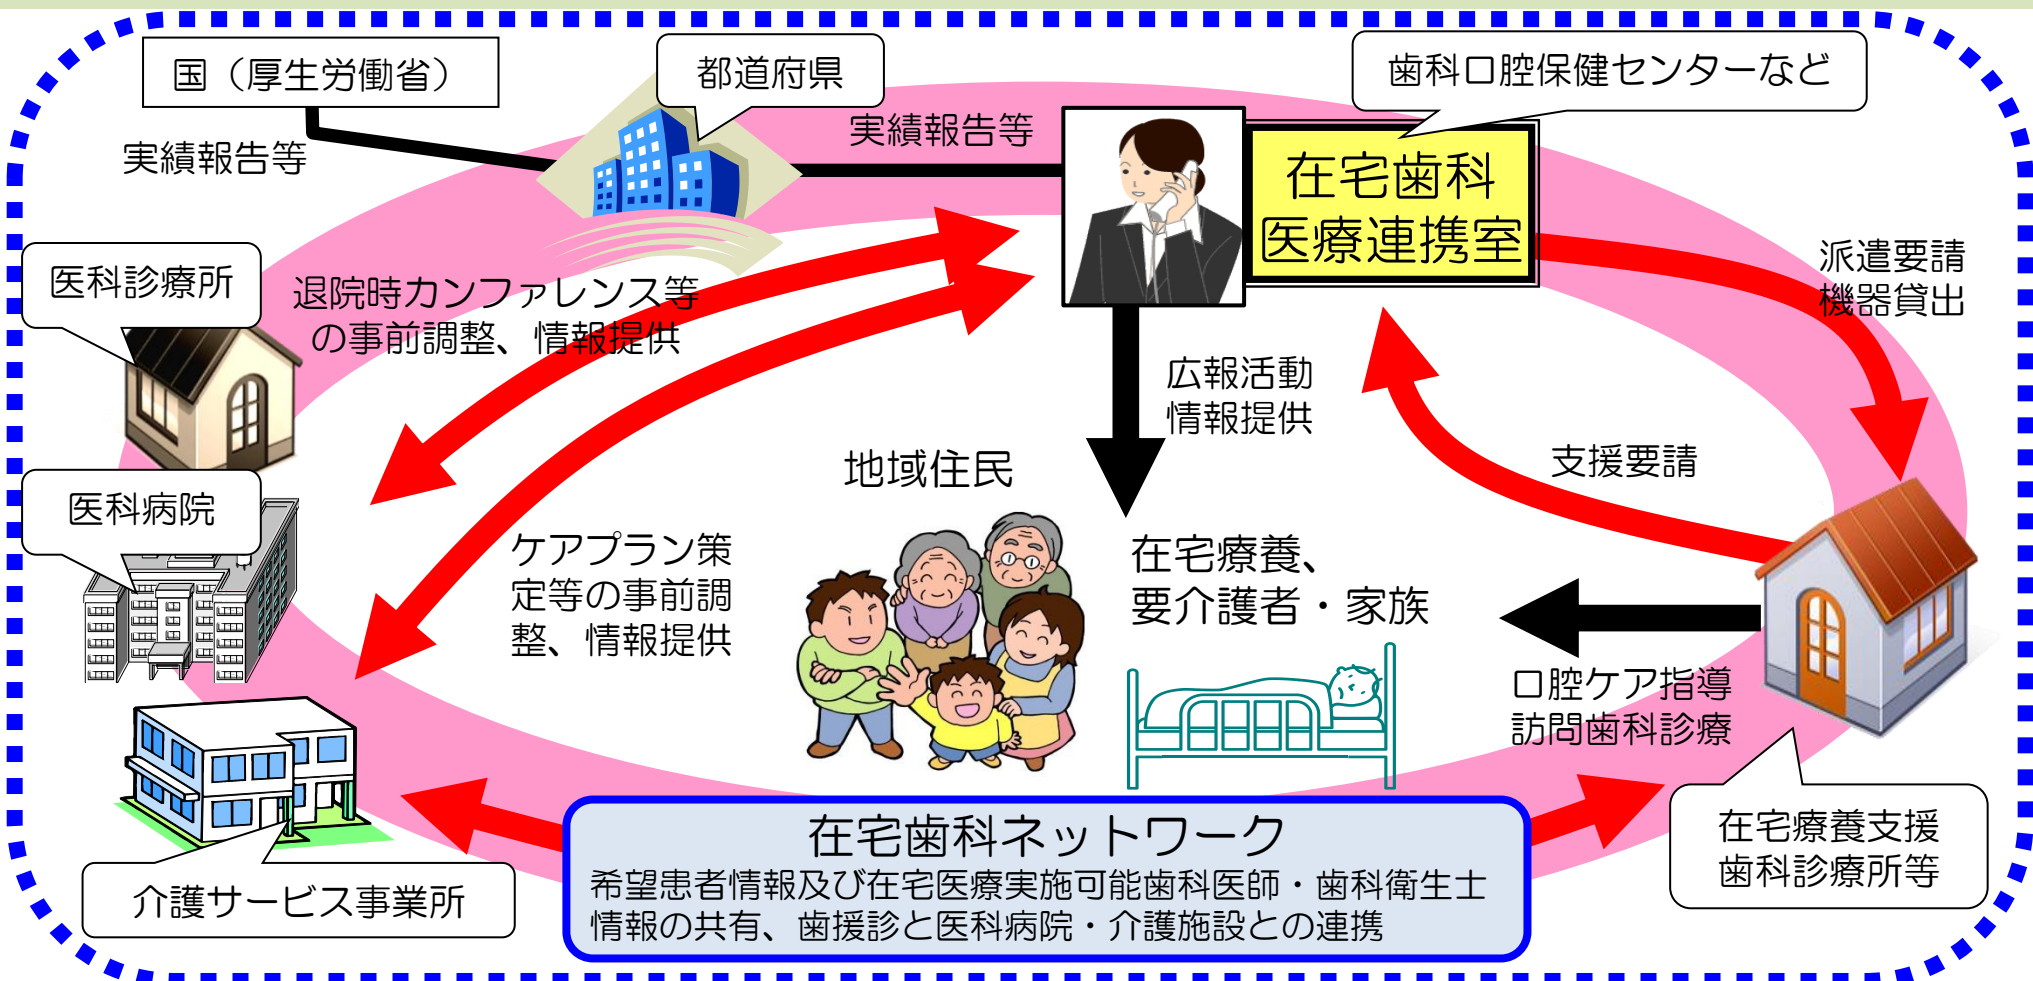 国（厚生労働省）
都道府県
歯科口腔保健センターなど
実績報告等
実績報告等
在宅歯科
医療連携室
医科診療所
退院時カンファレンス等
の事前調整、情報提供
派遣要請
機器貸出
広報活動
情報提供
地域住民
支援要請
医科病院
ケアプラン策
定等の事前調
整、情報提供
在宅療養、
要介護者・家族
口腔ケア指導
訪問歯科診療
在宅療養支援
歯科診療所等
介護サービス事業所
在宅歯科ネットワーク
希望患者情報及び在宅医療実施可能歯科医師・歯科衛生士
情報の共有、歯援診と医科病院・介護施設との連携